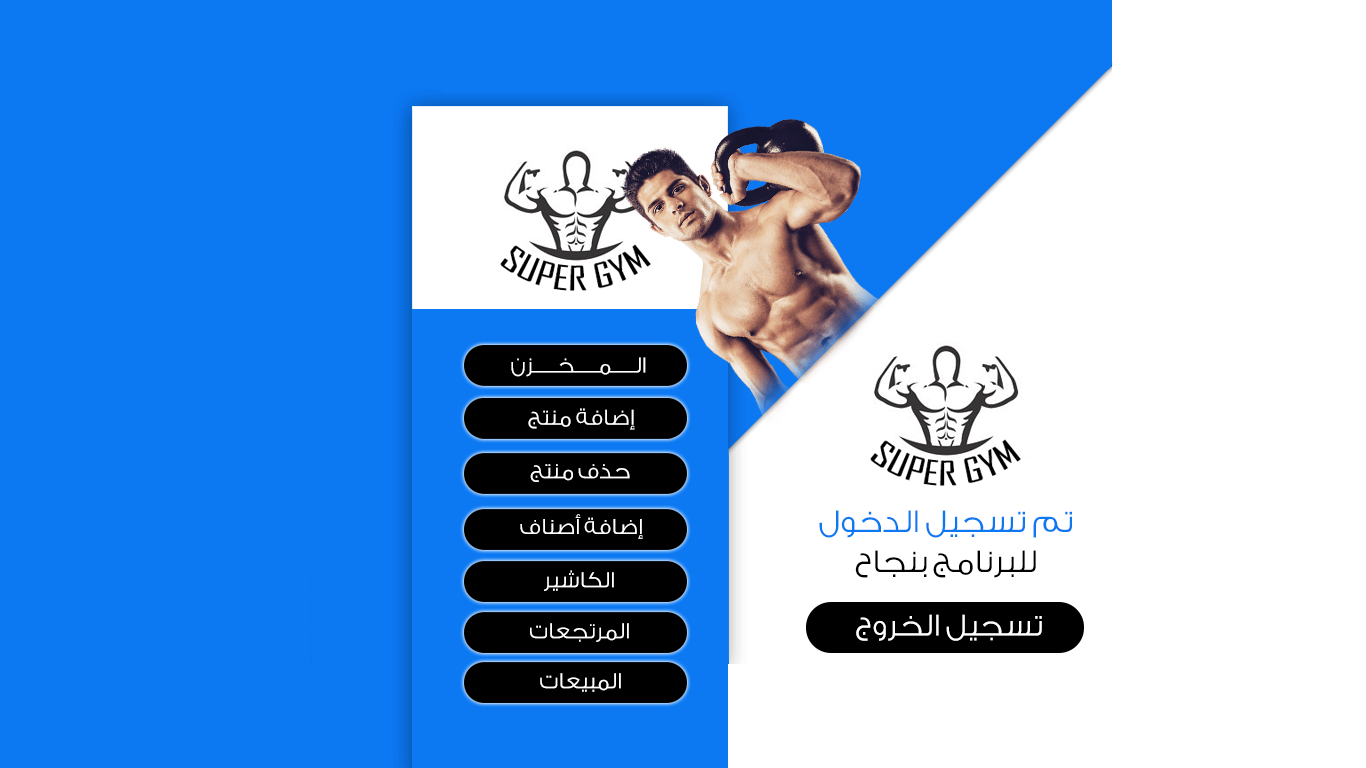 SUPER GYM
الـــمـــخـــزن
إضافة منتج
حذف منتج
إضافة أصناف
الكاشير
المرتجعات
المبيعات
SUPER GYM
تم تسجيل الدخول
للبرنامج بنجاح
تسجيل الخروج